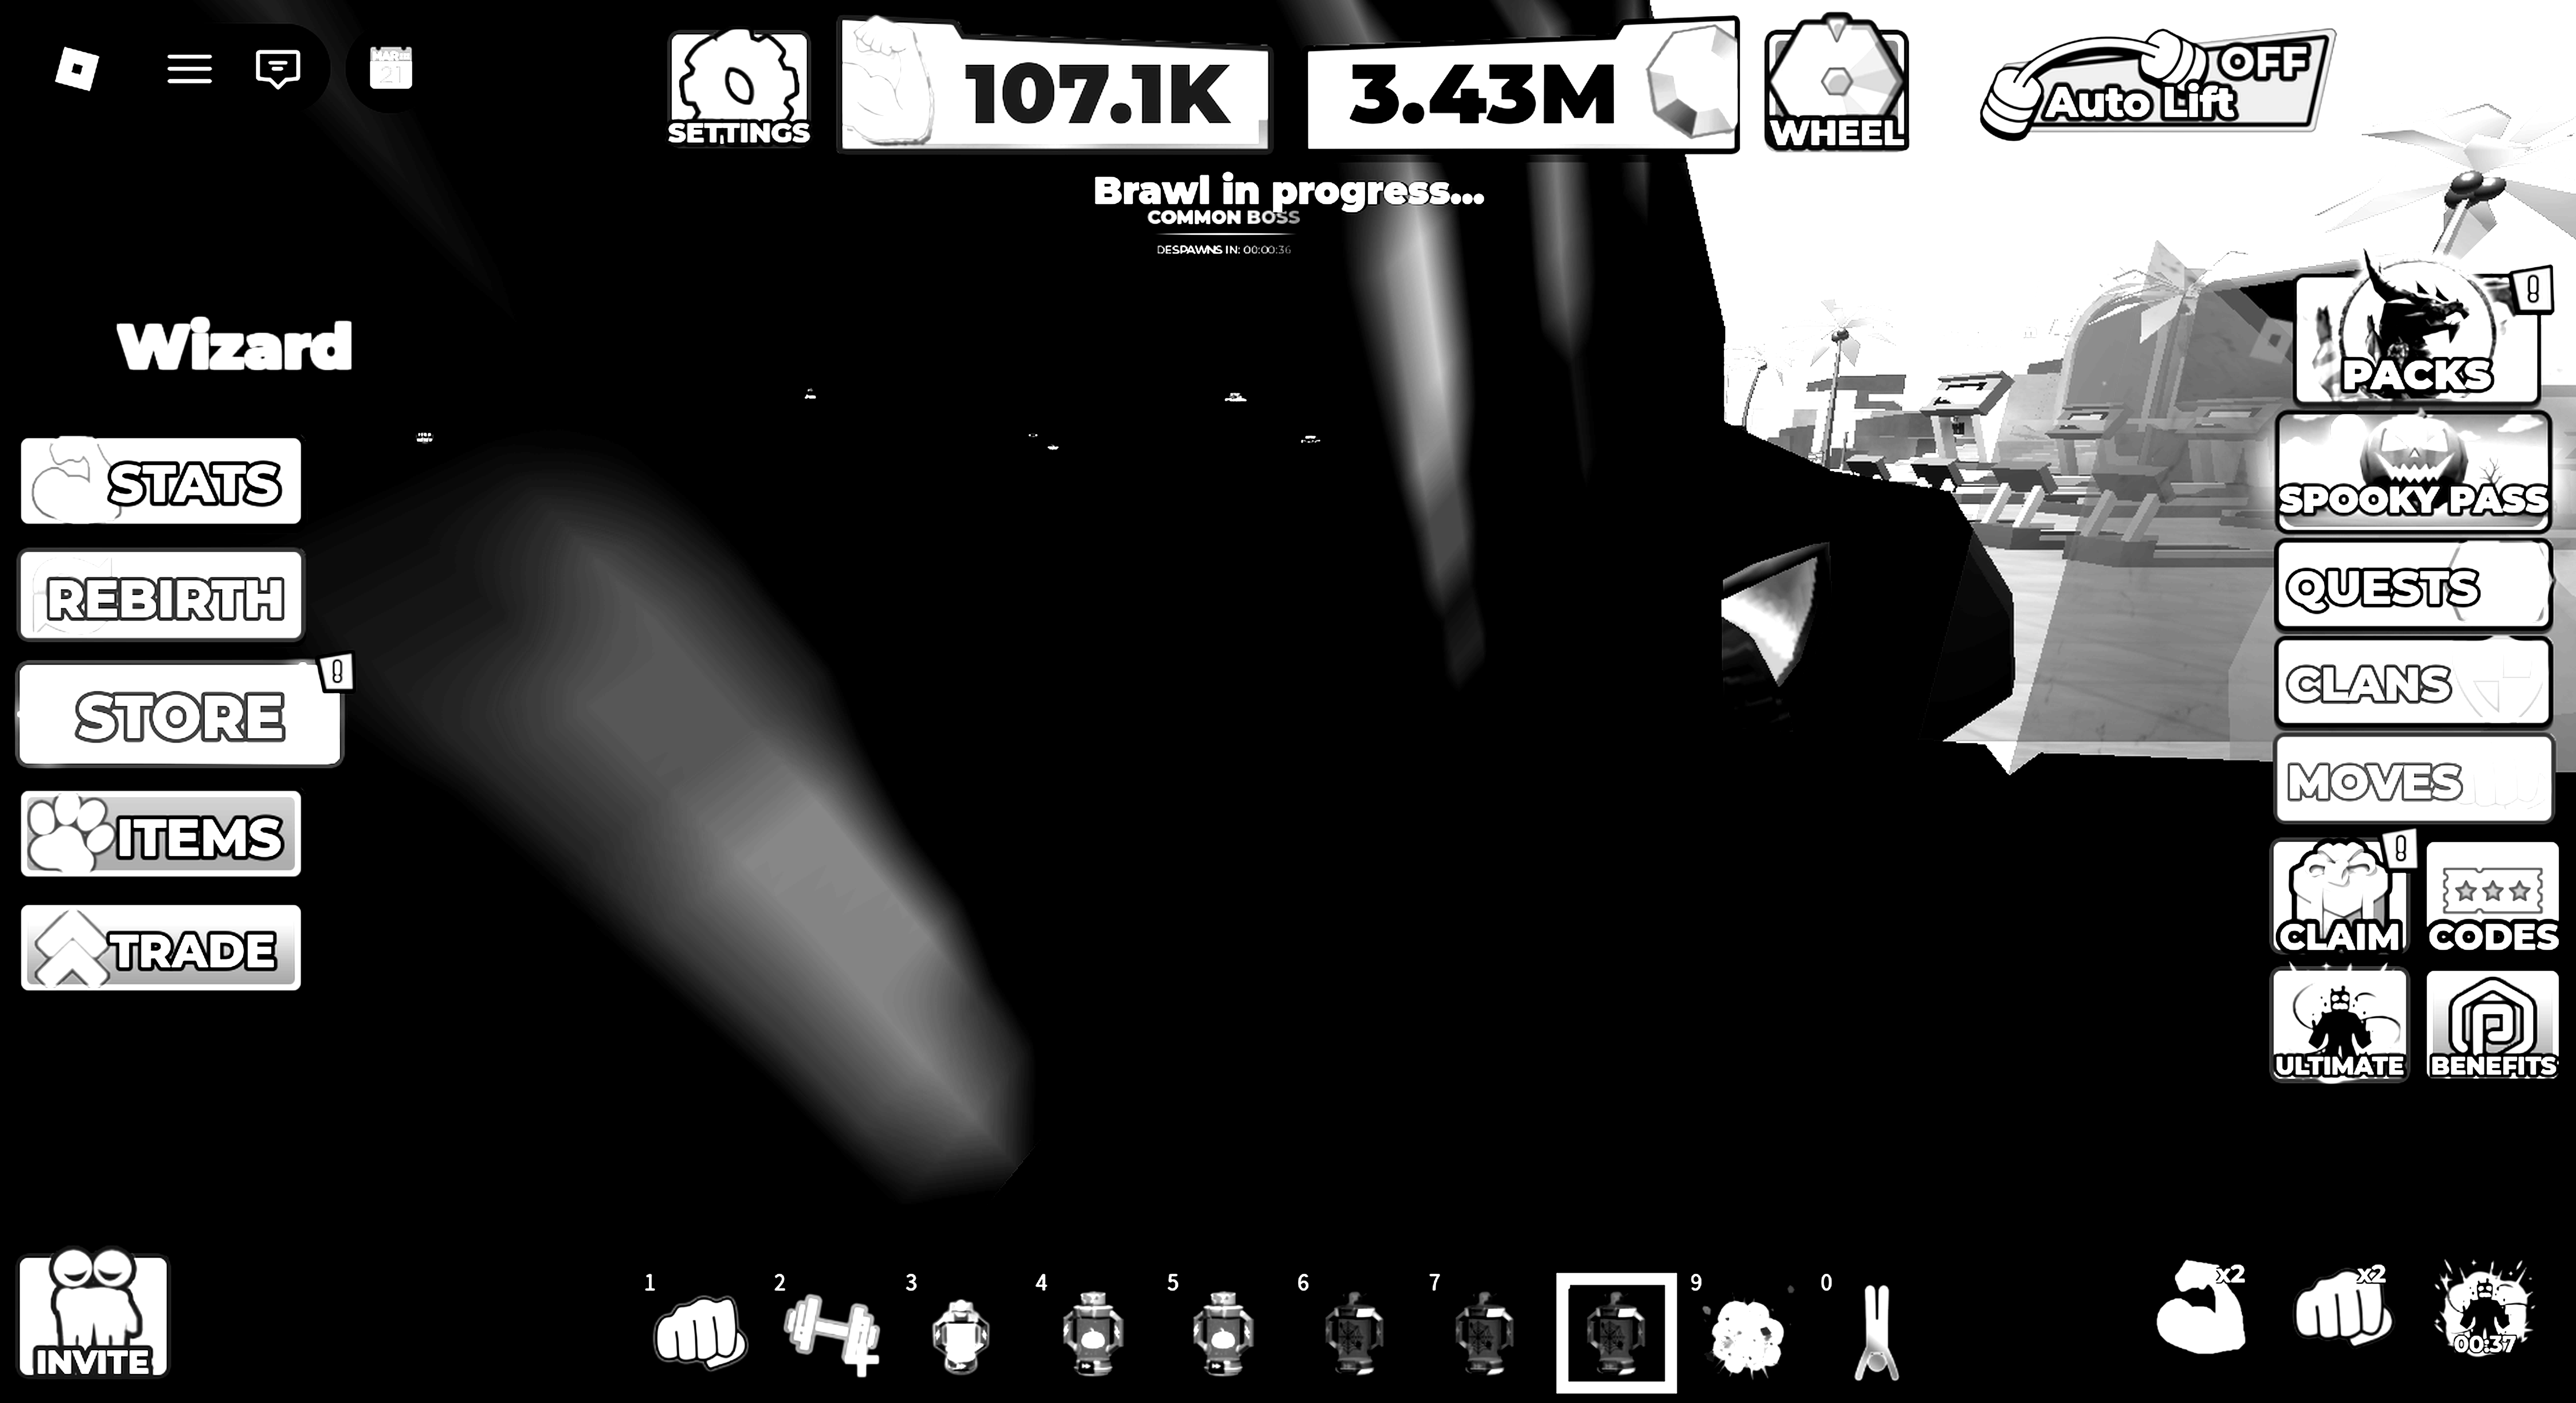 MAR
21
SETTINGS
107.1K
3.43M
WHEEL
OFF
Auto Lift
Brawl in progress...
COMMON BOSS
DESPAWNS IN: 00:00:36
Wizard
STATS
REBIRTH
STORE
ITEMS
TRADE
INVITE
PACKS
SPOOKY PASS
QUESTS
CLANS
MOVES
CLAIM
CODES
ULTIMATE
BENEFITS
1
2
3
4
5
6
7
9
0
x2
x2
00:37